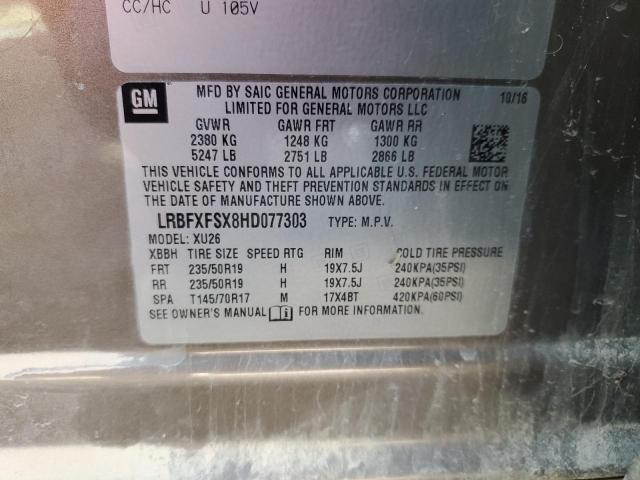 CC/HC U 105V
GM
MFD BY SAIC GENERAL MOTORS CORPORATION 10/16
LIMITED FOR GENERAL MOTORS LLC
GVWR GAWR FRT GAWR RR
2380 KG 1248 KG 1300 KG
5247 LB 2751 LB 2866 LB
THIS VEHICLE CONFORMS TO ALL APPLICABLE U.S. FEDERAL MOTOR
VEHICLE SAFETY AND THEFT PREVENTION STANDARDS IN EFFECT ON
THE DATE OF MANUFACTURE SHOWN ABOVE.
LRBFXFSX8HD077303 TYPE: M.P.V.
MODEL: XU26
XBBH TIRE SIZE SPEED RTG RIM COLD TIRE PRESSURE
FRT 235/50R19 H 19X7.5J 240KPA(35PSI)
RR 235/50R19 H 19X7.5J 240KPA(35PSI)
SPA T145/70R17 M 17X4BT 420KPA(60PSI)
SEE OWNER'S MANUAL i FOR MORE INFORMATION.